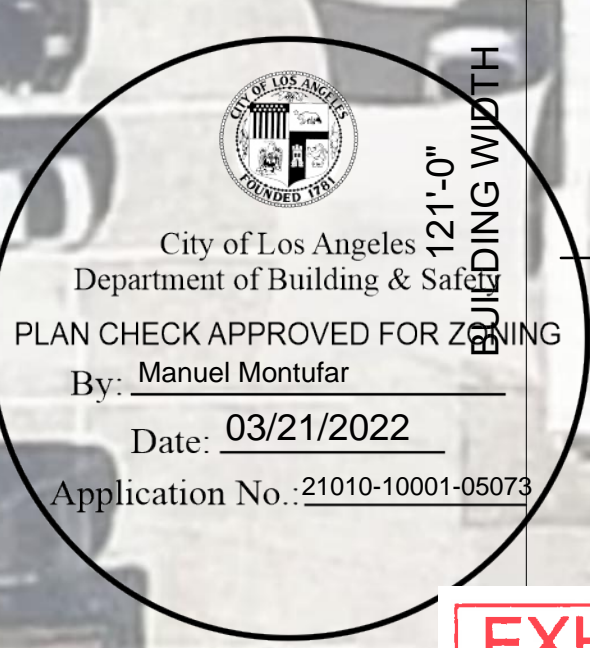 CITY OF LOS ANGELES
FOUNDED 1781
City of Los Angeles
Department of Building & Safety
PLAN CHECK APPROVED FOR ZONING
By: Manuel Montufar
Date: 03/21/2022
Application No.: 21010-10001-05073
121'-0"
BUILDING WIDTH